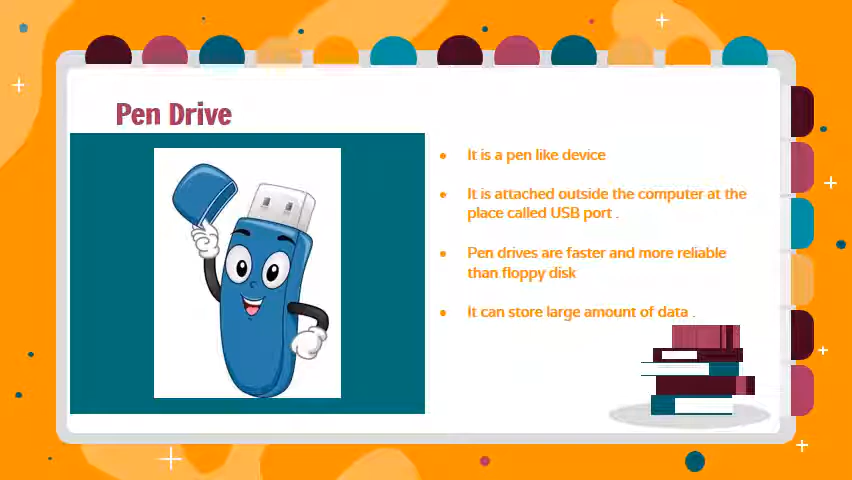 Pen Drive
• It is a pen like device
• It is attached outside the computer at the
place called USB port .
• Pen drives are faster and more reliable
than floppy disk
• It can store large amount of data .